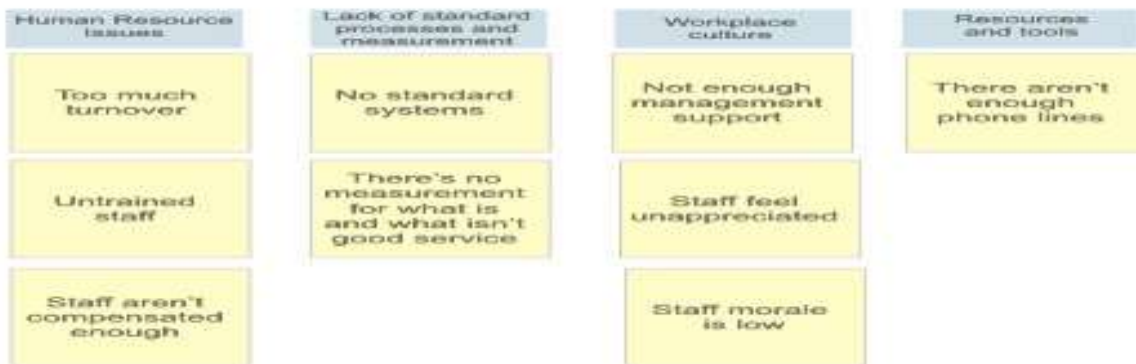 Human Resource
Issues
Lack of standard
processes and
measurement
Workplace
culture
Resources
and tools
Too much
turnover
No standard
systems
Not enough
management
support
There aren't
enough
phone lines
Untrained
staff
There's no
measurement
for what is
and what isn't
good service
Staff feel
unappreciated
Staff aren't
compensated
enough
Staff morale
is low